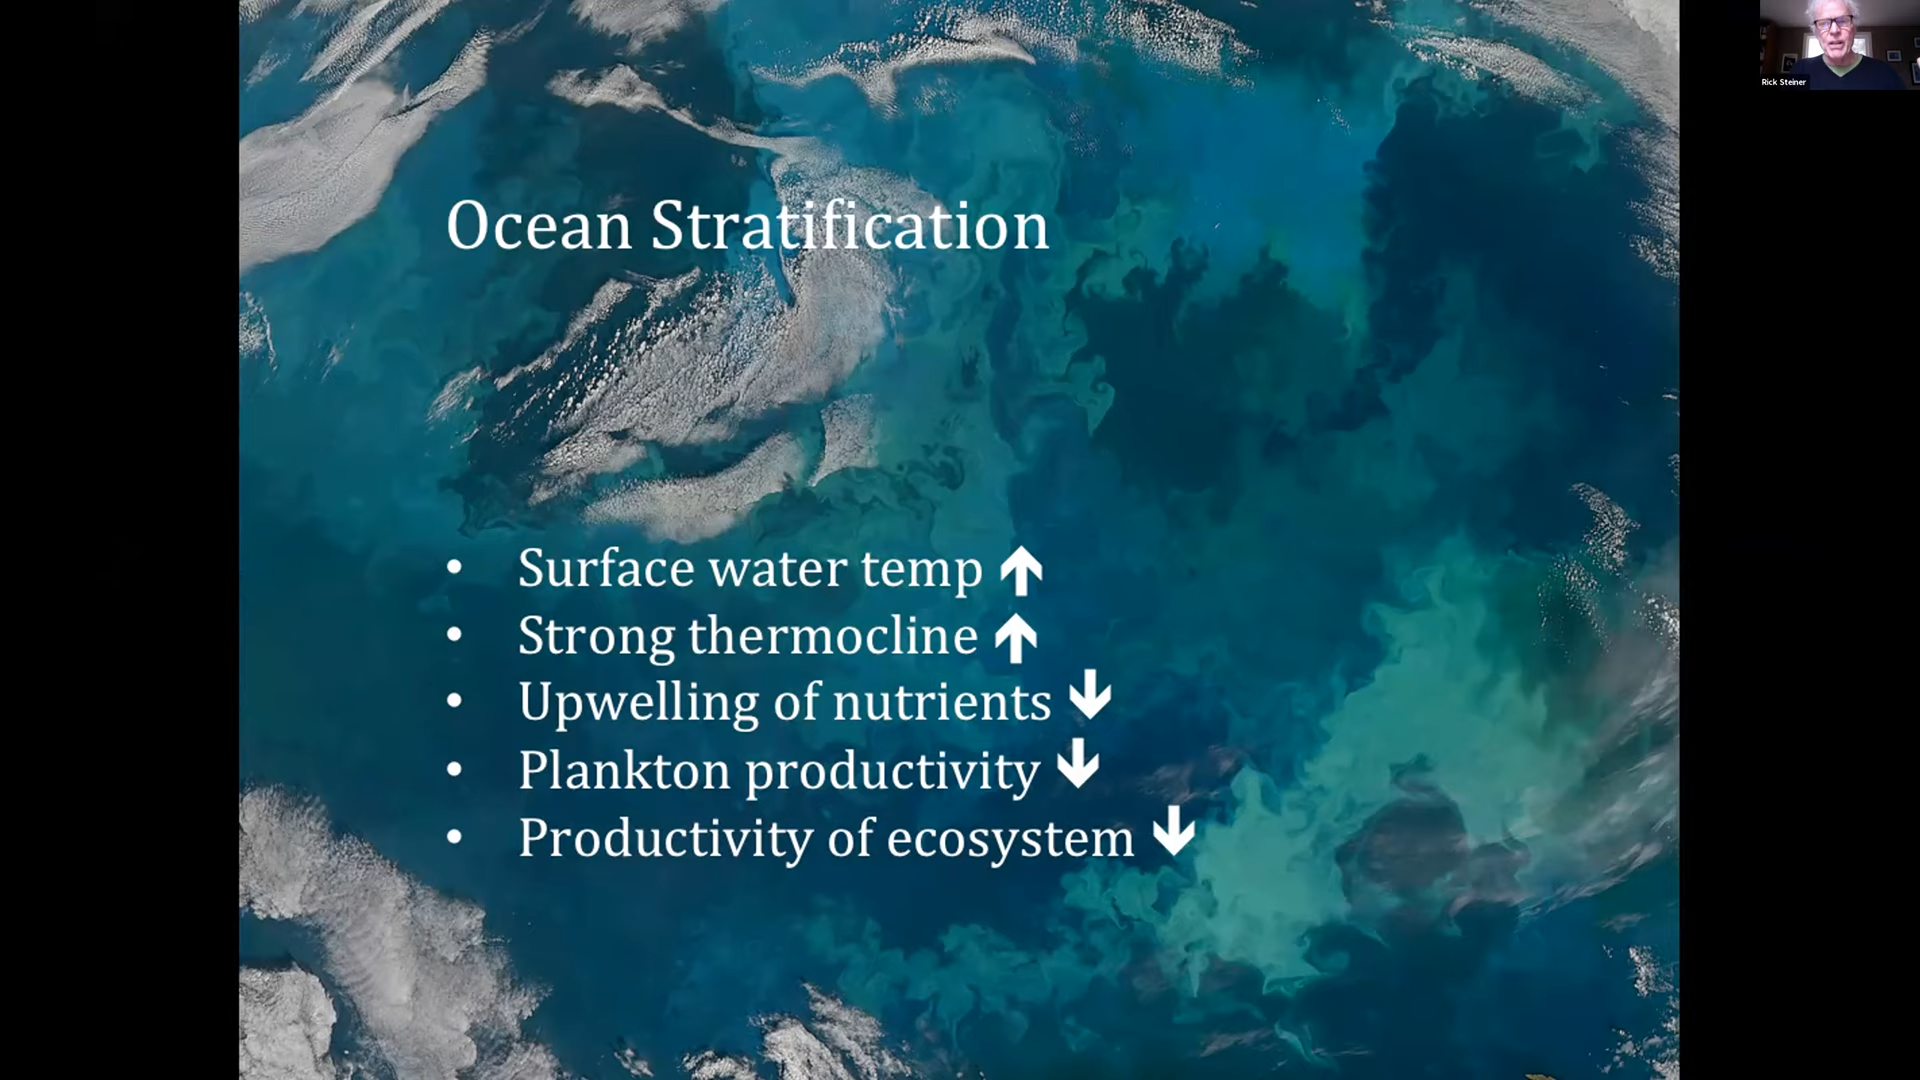 Rick Steiner
Ocean Stratification
• Surface water temp ↑
• Strong thermocline ↑
• Upwelling of nutrients ↓
• Plankton productivity ↓
• Productivity of ecosystem ↓